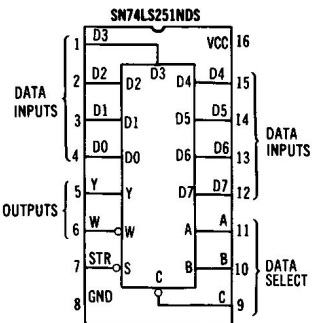 SN74LS251NDS
1 D3 VCC 16
D3
DATA INPUTS
2 D2 D2 D4 D4 15
3 D1 D1 D5 D5 14
4 D0 D0 D6 D6 13
DATA INPUTS
5 Y Y D7 D7 12
OUTPUTS
6 W W A A 11
7 STR S B B 10
DATA SELECT
C
8 GND C 9